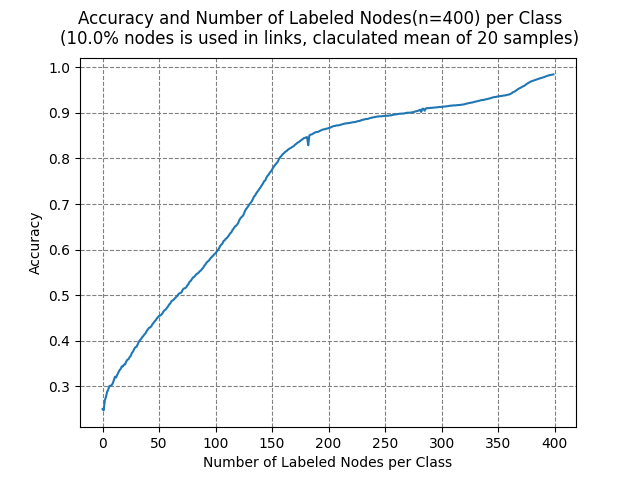 Accuracy and Number of Labeled Nodes(n=400) per Class
(10.0% nodes is used in links, claculated mean of 20 samples)
1.0
0.9
0.8
0.7
0.6
0.5
0.4
0.3
Accuracy
0 50 100 150 200 250 300 350 400
Number of Labeled Nodes per Class